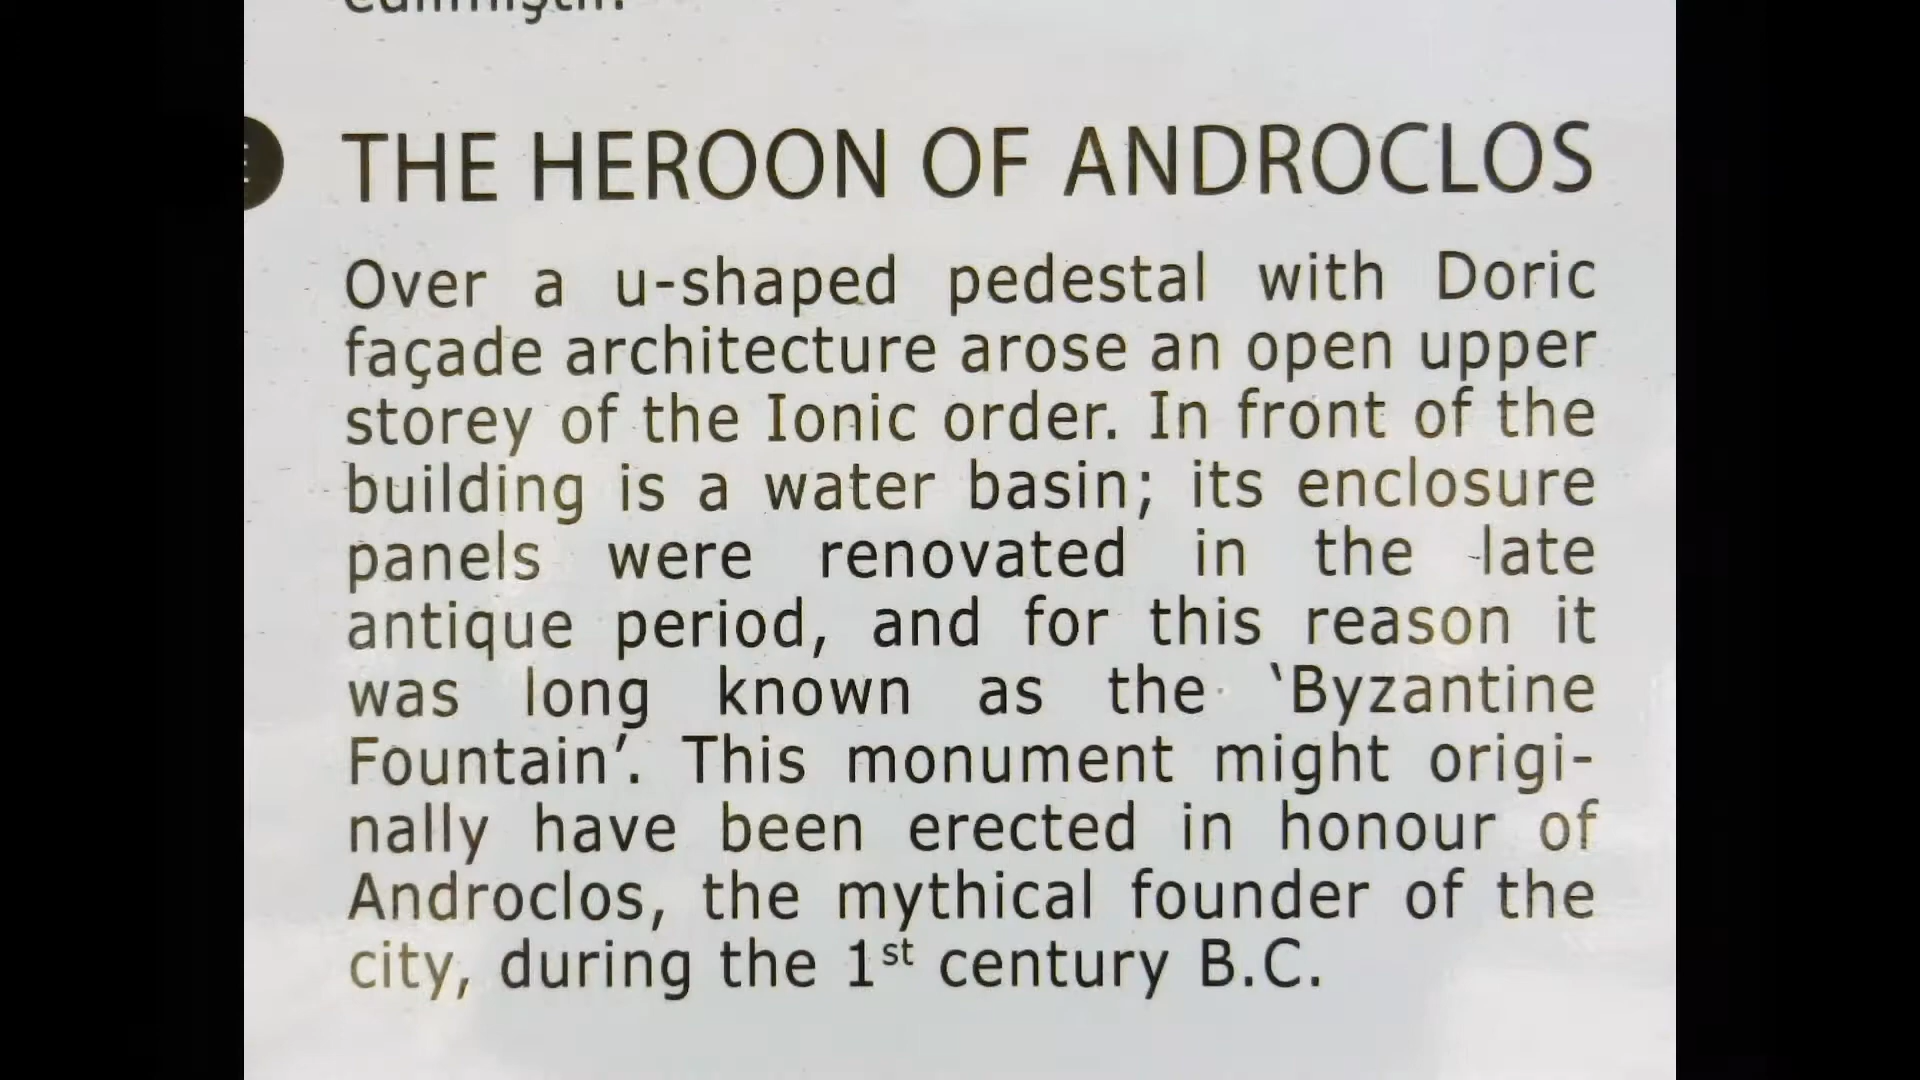 THE HEROON OF ANDROCLOS
Over a u-shaped pedestal with Doric
façade architecture arose an open upper
storey of the Ionic order. In front of the
building is a water basin; its enclosure
panels were renovated in the late
antique period, and for this reason it
was long known as the ‵Byzantine
Fountain′. This monument might origi-
nally have been erected in honour of
Androclos, the mythical founder of the
city, during the 1st century B.C.